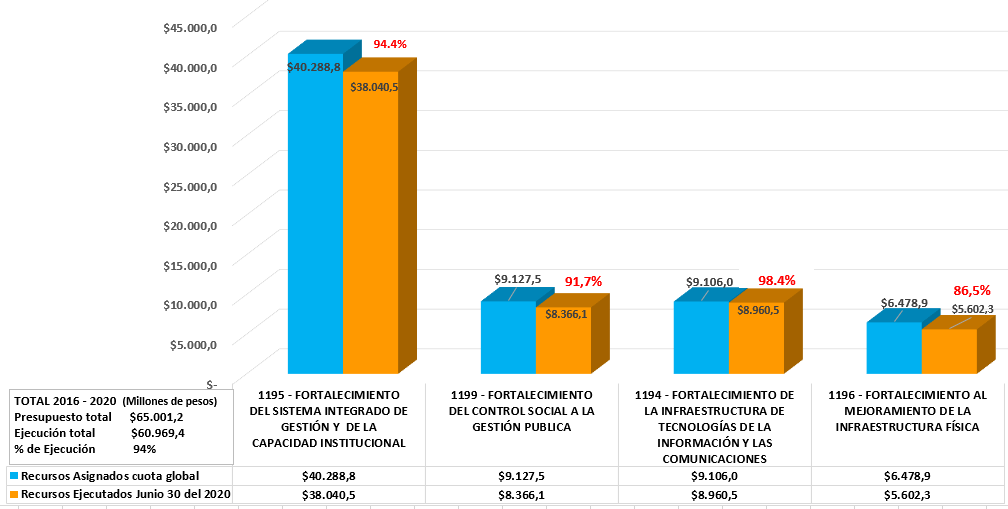 $45.000,0
$40.000,0
$35.000,0
$30.000,0
$25.000,0
$20.000,0
$15.000,0
$10.000,0
$5.000,0
$-
94.4%
$40.288,8
$38.040,5
$9.127,5
91,7%
$8.366,1
$9.106,0
98.4%
$8.960,5
$6.478,9
86,5%
$5.602,3
TOTAL 2016 - 2020 (Millones de pesos)
Presupuesto total $65.001,2
Ejecución total $60.969,4
% de Ejecución 94%
1195 - FORTALECIMIENTO
DEL SISTEMA INTEGRADO DE
GESTIÓN Y DE LA
CAPACIDAD INSTITUCIONAL
1199 - FORTALECIMIENTO
DEL CONTROL SOCIAL A LA
GESTIÓN PUBLICA
1194 - FORTALECIMIENTO DE
LA INFRAESTRUCTURA DE
TECNOLOGÍAS DE LA
INFORMACIÓN Y LAS
COMUNICACIONES
1196 - FORTALECIMIENTO AL
MEJORAMIENTO DE LA
INFRAESTRUCTURA FÍSICA
Recursos Asignados cuota global $40.288,8 $9.127,5 $9.106,0 $6.478,9
Recursos Ejecutados Junio 30 del 2020 $38.040,5 $8.366,1 $8.960,5 $5.602,3